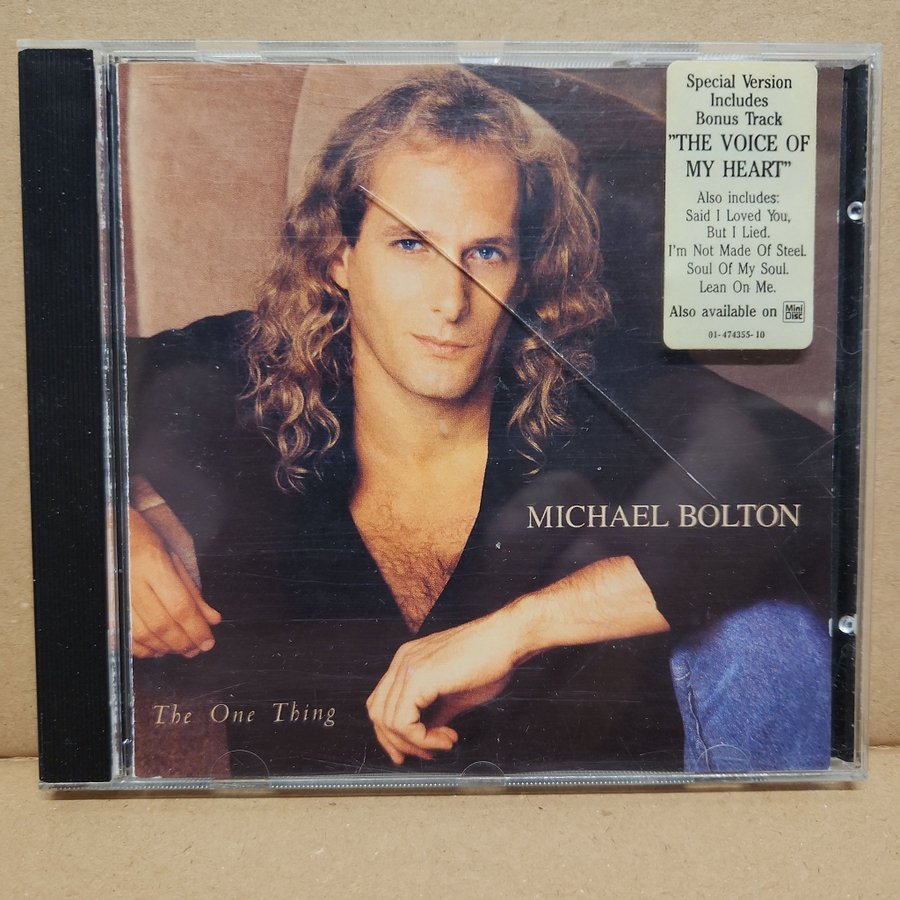 Special Version
Includes
Bonus Track
"THE VOICE OF
MY HEART"
Also includes:
Said I Loved You,
But I Lied.
I'm Not Made Of Steel.
Soul Of My Soul.
Lean On Me.
Also available on Mini Disc
01-474355-10
MICHAEL BOLTON
The One Thing